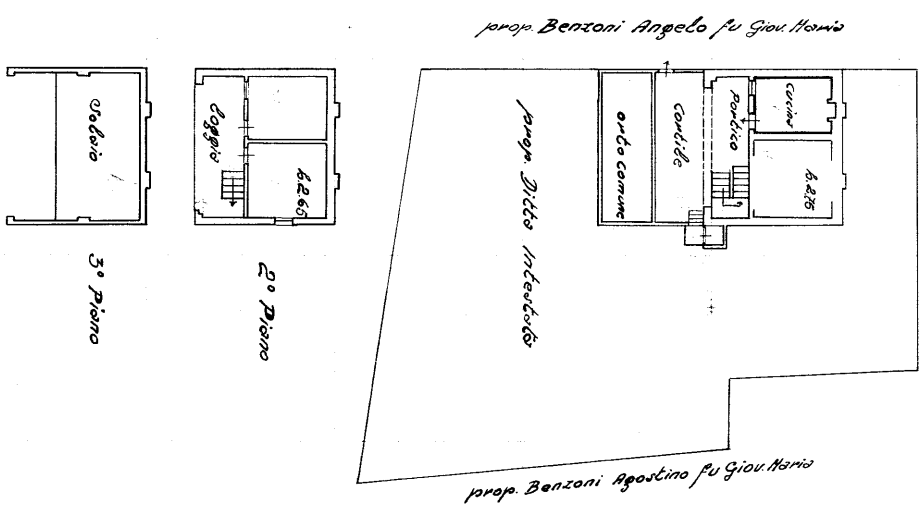 prop. Benzoni Angelo fu Giov. Maria
Solaio
loggia
h. 2.65
prop. Ditta Intestata
orto comune
cortile
portico
cucina
h. 2.75
3° Piano
2° Piano
prop. Benzoni Agostino fu Giov. Maria